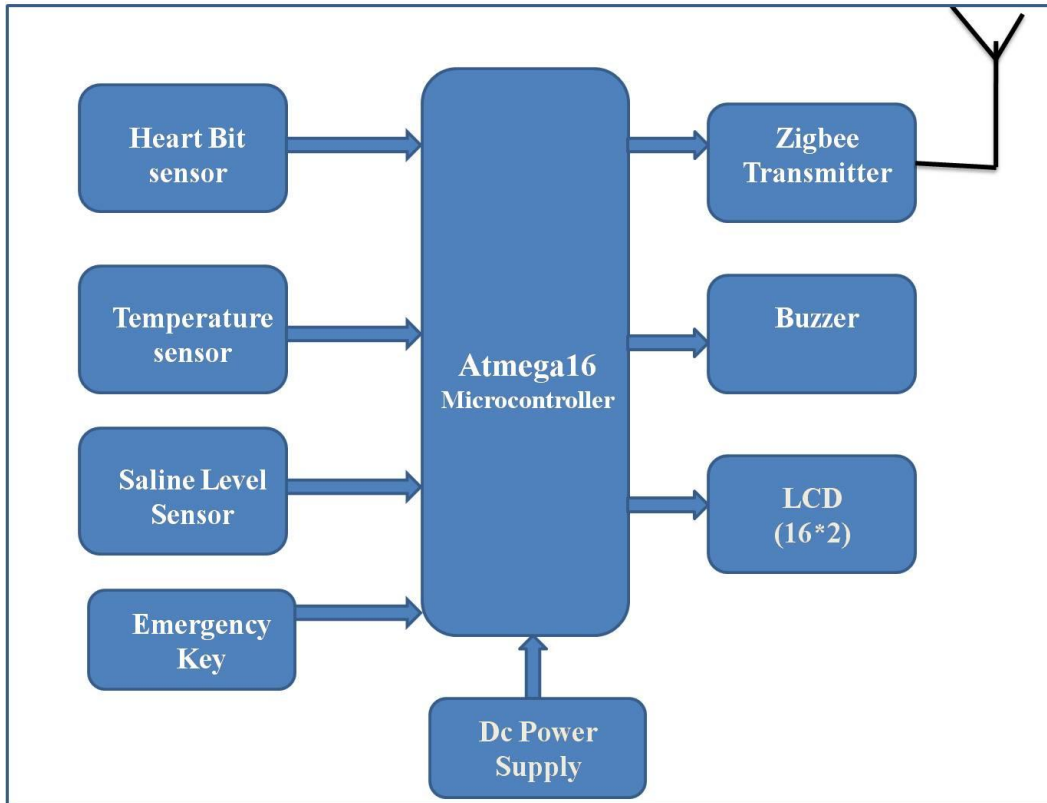 Heart Bit
sensor
Temperature
sensor
Saline Level
Sensor
Emergency
Key
Atmega16
Microcontroller
Dc Power
Supply
Zigbee
Transmitter
Buzzer
LCD
(16*2)